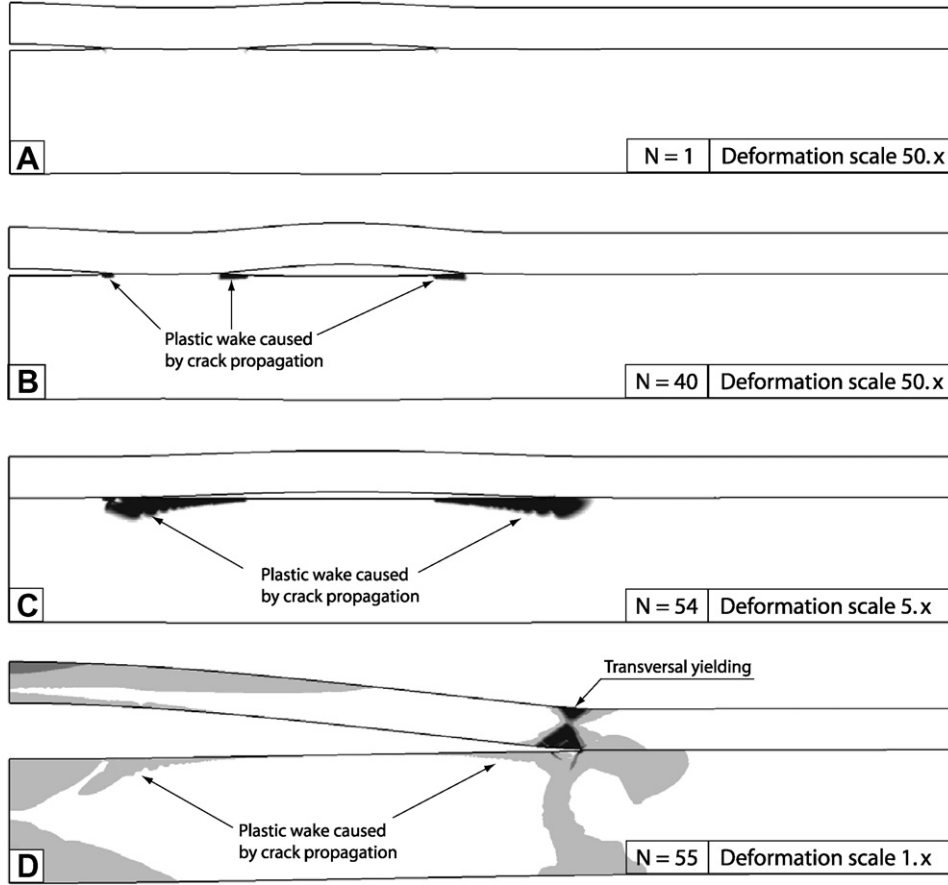 A
N = 1
Deformation scale 50.x
Plastic wake caused
by crack propagation
B
N = 40
Deformation scale 50.x
Plastic wake caused
by crack propagation
C
N = 54
Deformation scale 5.x
Transversal yielding
Plastic wake caused
by crack propagation
D
N = 55
Deformation scale 1.x